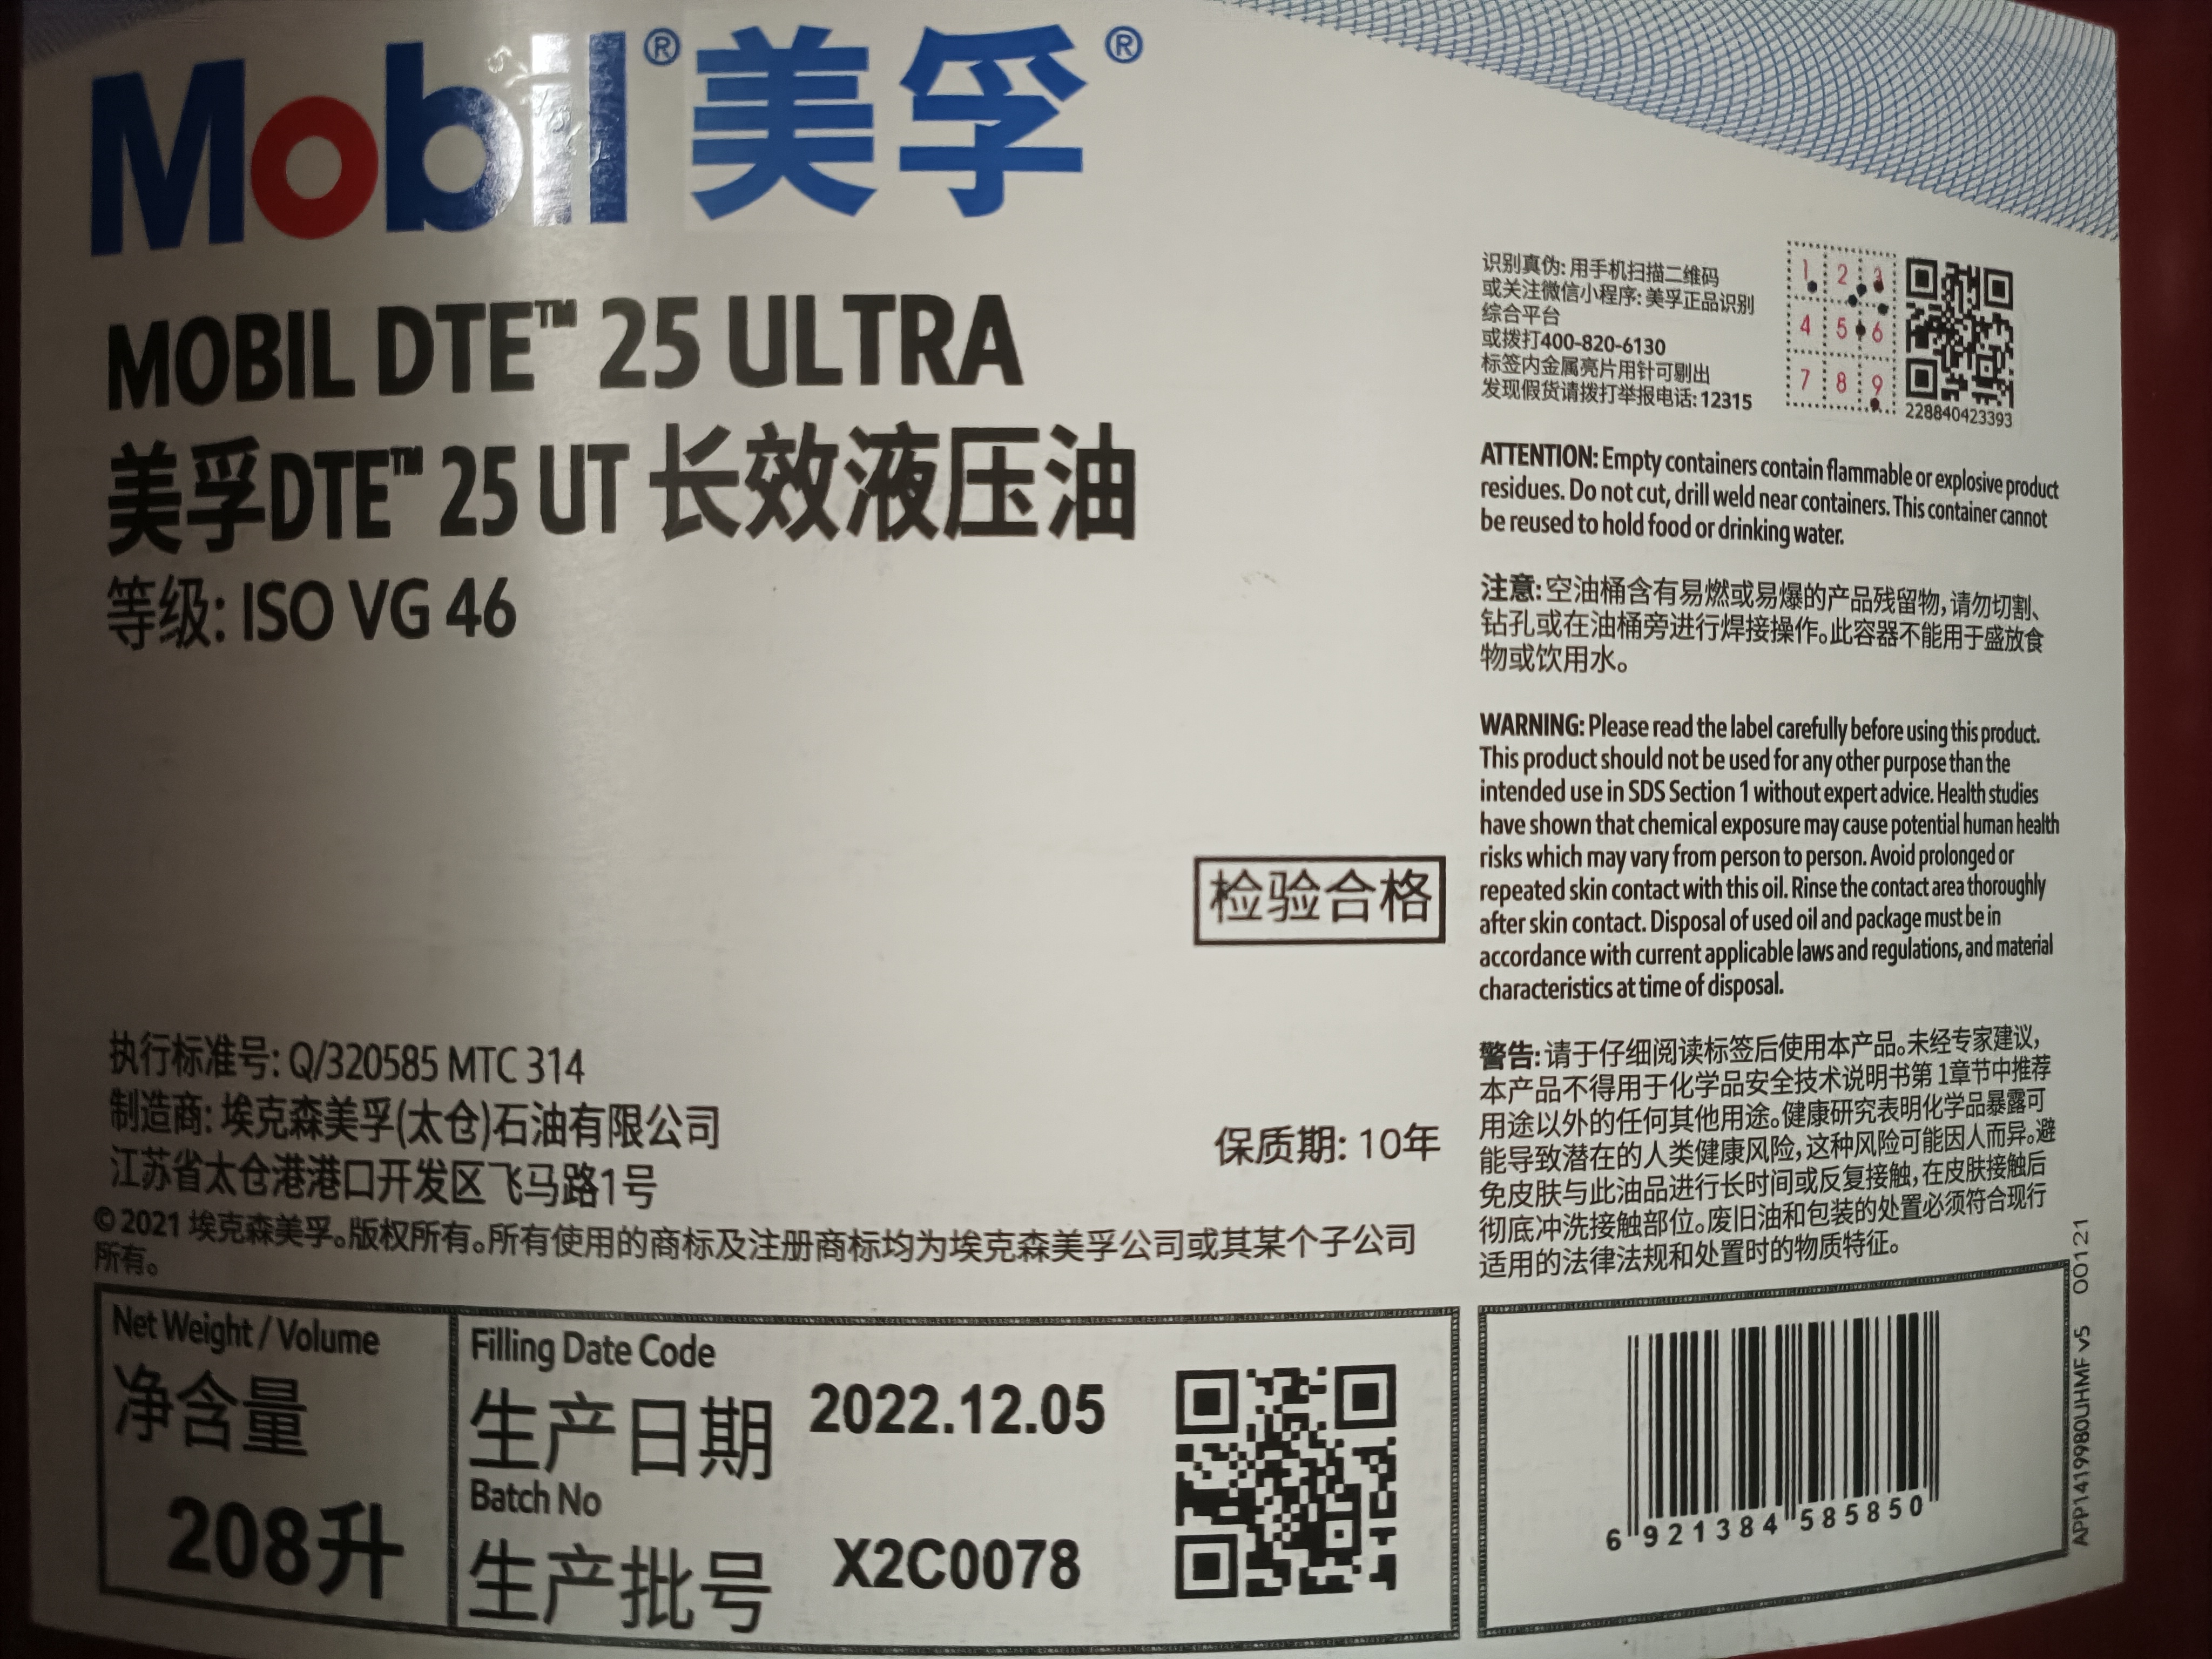 Mobil® 美孚®
MOBIL DTE™ 25 ULTRA
美孚DTE™ 25 UT 长效液压油
等级: ISO VG 46
检验合格
执行标准号: Q/320585 MTC 314
制造商: 埃克森美孚(太仓)石油有限公司
江苏省太仓港港口开发区飞马路1号
保质期: 10年
© 2021 埃克森美孚。版权所有。所有使用的商标及注册商标均为埃克森美孚公司或其某个子公司
所有。
Net Weight / Volume
净含量
208升
Filling Date Code
生产日期 2022.12.05
Batch No
生产批号 X2C0078
识别真伪: 用手机扫描二维码
或关注微信小程序: 美孚正品识别
综合平台
或拨打400-820-6130
标签内金属亮片用针可剔出
发现假货请拨打举报电话: 12315
1 2 3
4 5 6
7 8 9
228840423393
ATTENTION: Empty containers contain flammable or explosive product
residues. Do not cut, drill weld near containers. This container cannot
be reused to hold food or drinking water.
注意: 空油桶含有易燃或易爆的产品残留物,请勿切割、
钻孔或在油桶旁进行焊接操作。此容器不能用于盛放食
物或饮用水。
WARNING: Please read the label carefully before using this product.
This product should not be used for any other purpose than the
intended use in SDS Section 1 without expert advice. Health studies
have shown that chemical exposure may cause potential human health
risks which may vary from person to person. Avoid prolonged or
repeated skin contact with this oil. Rinse the contact area thoroughly
after skin contact. Disposal of used oil and package must be in
accordance with current applicable laws and regulations, and material
characteristics at time of disposal.
警告: 请于仔细阅读标签后使用本产品。未经专家建议,
本产品不得用于化学品安全技术说明书第 1章节中推荐
用途以外的任何其他用途。健康研究表明化学品暴露可
能导致潜在的人类健康风险,这种风险可能因人而异。避
免皮肤与此油品进行长时间或反复接触,在皮肤接触后
彻底冲洗接触部位。废旧油和包装的处置必须符合现行
适用的法律法规和处置时的物质特征。
6 921384 585850
APP1419980UHMF v5 00121